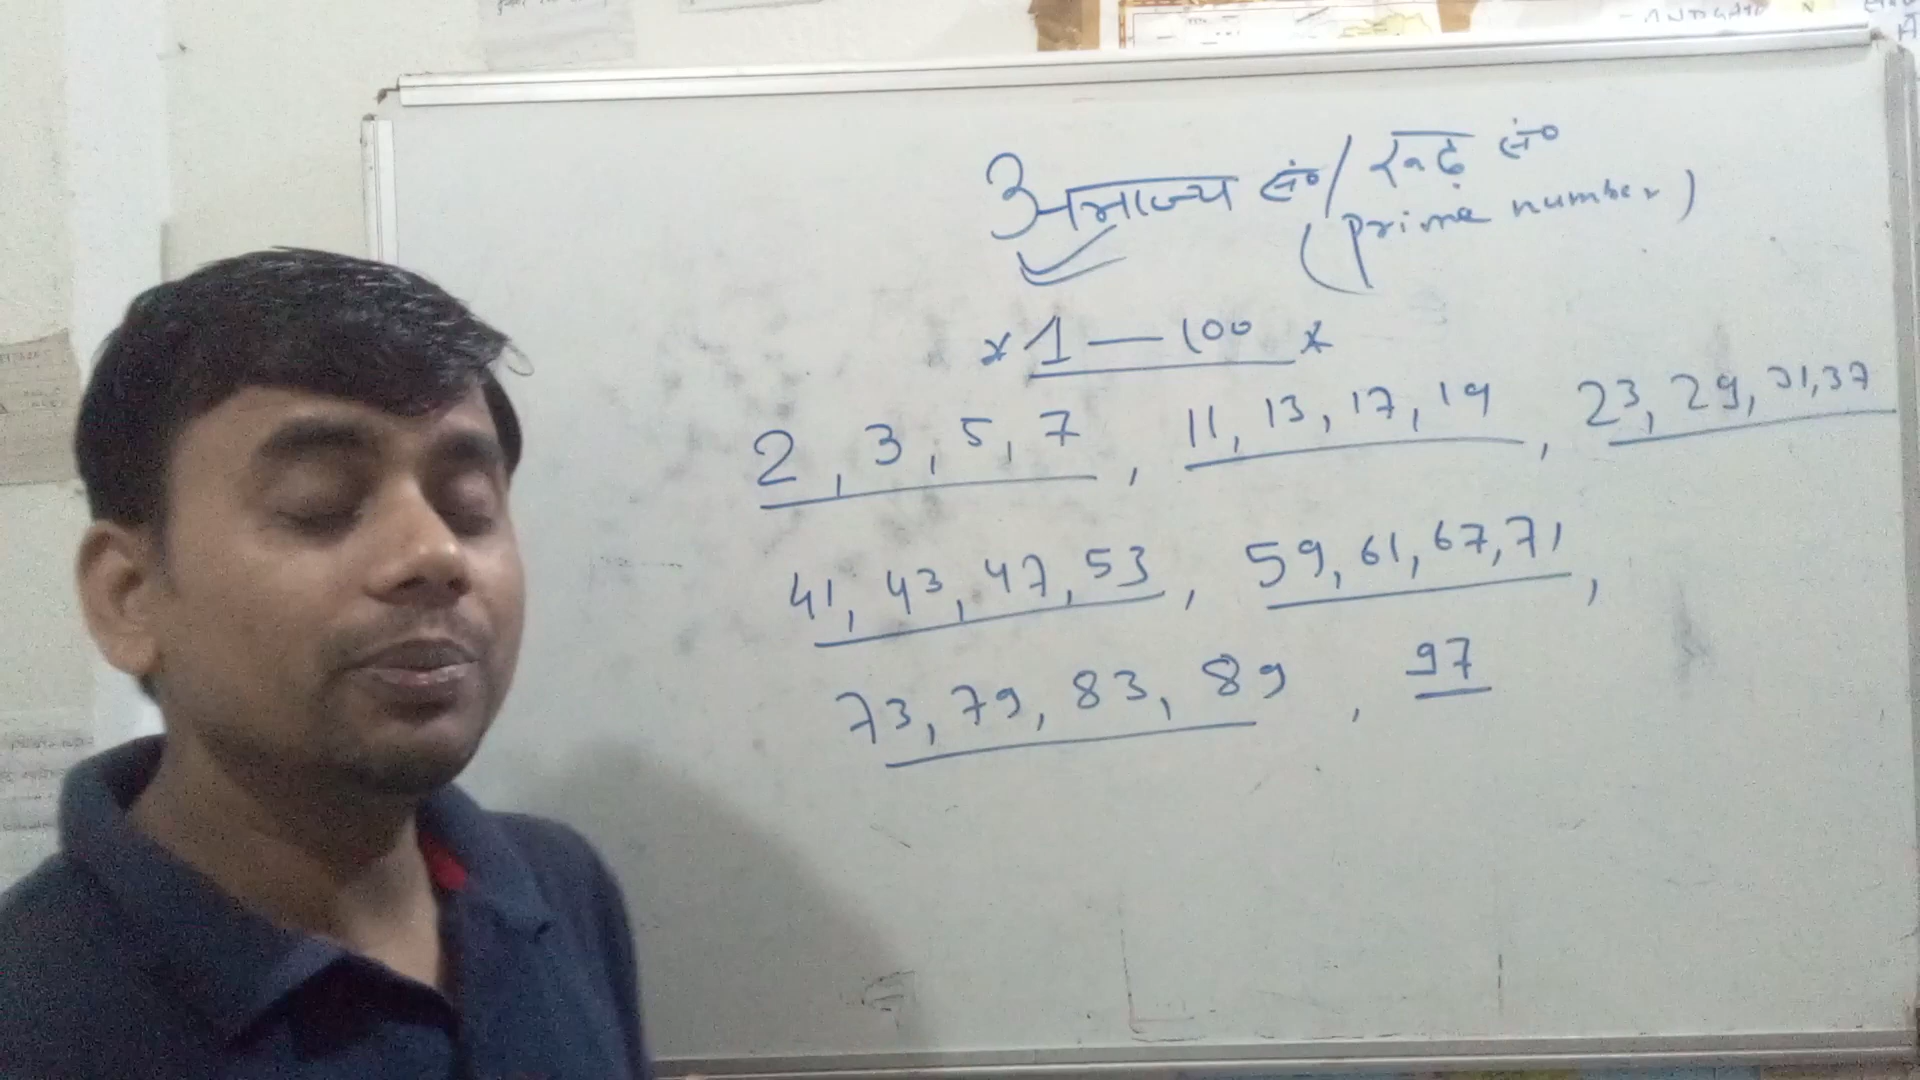 अभाज्य सं०/ रूढ़ सं०
(prime number)
* 1 — 100 *
2, 3, 5, 7, 11, 13, 17, 19, 23, 29, 31, 37
41, 43, 47, 53, 59, 61, 67, 71,
73, 79, 83, 89, 97